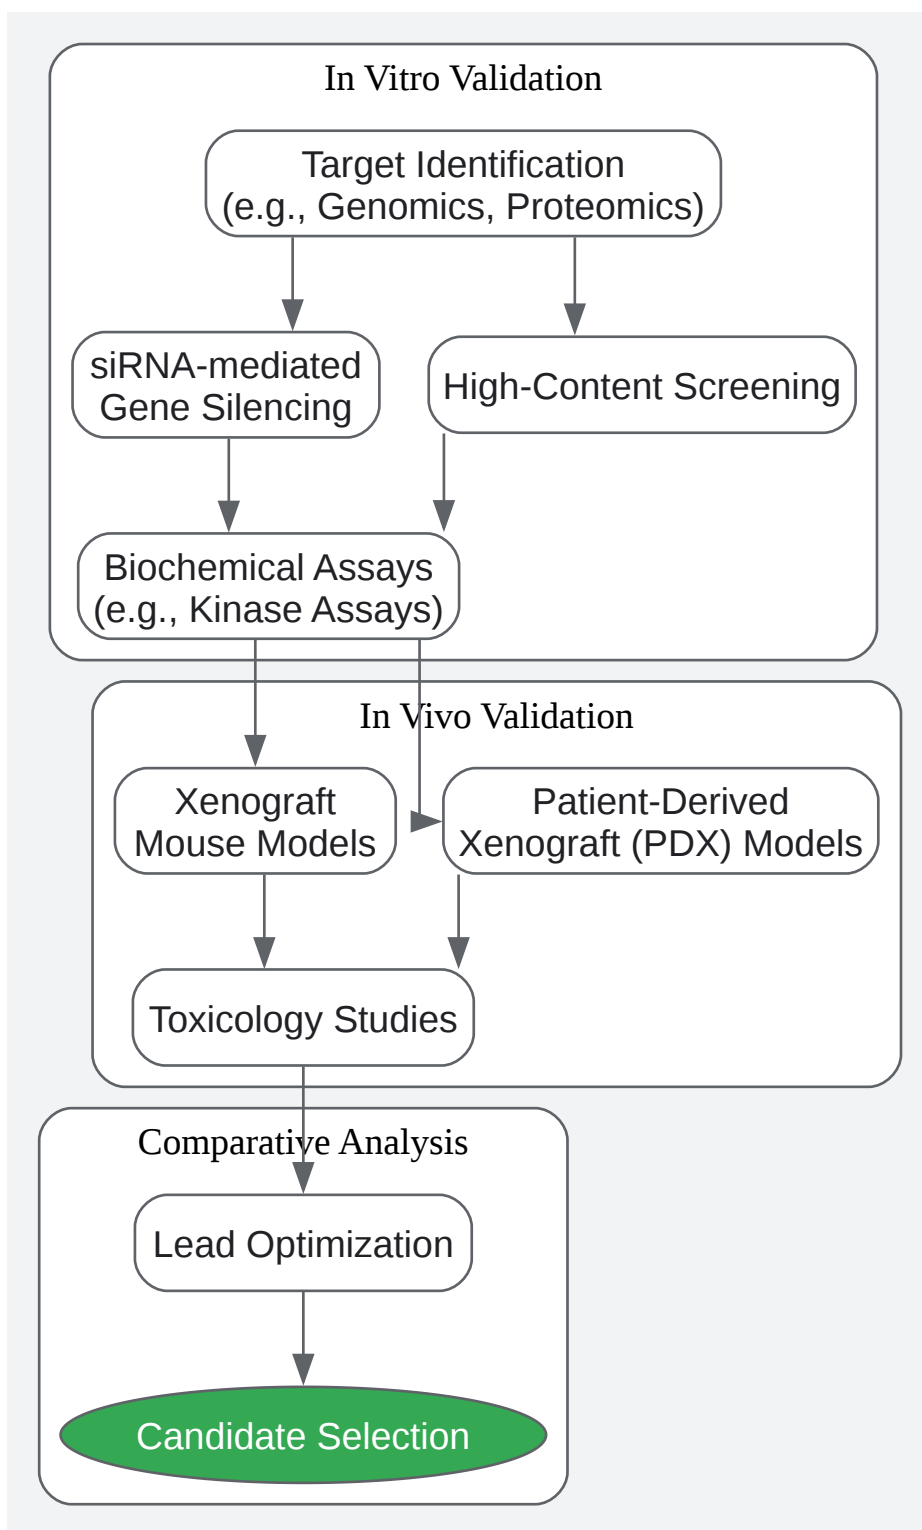 In Vitro Validation
Target Identification
(e.g., Genomics, Proteomics)
siRNA-mediated
Gene Silencing
High-Content Screening
Biochemical Assays
(e.g., Kinase Assays)
In Vivo Validation
Xenograft
Mouse Models
Patient-Derived
Xenograft (PDX) Models
Toxicology Studies
Comparative Analysis
Lead Optimization
Candidate Selection